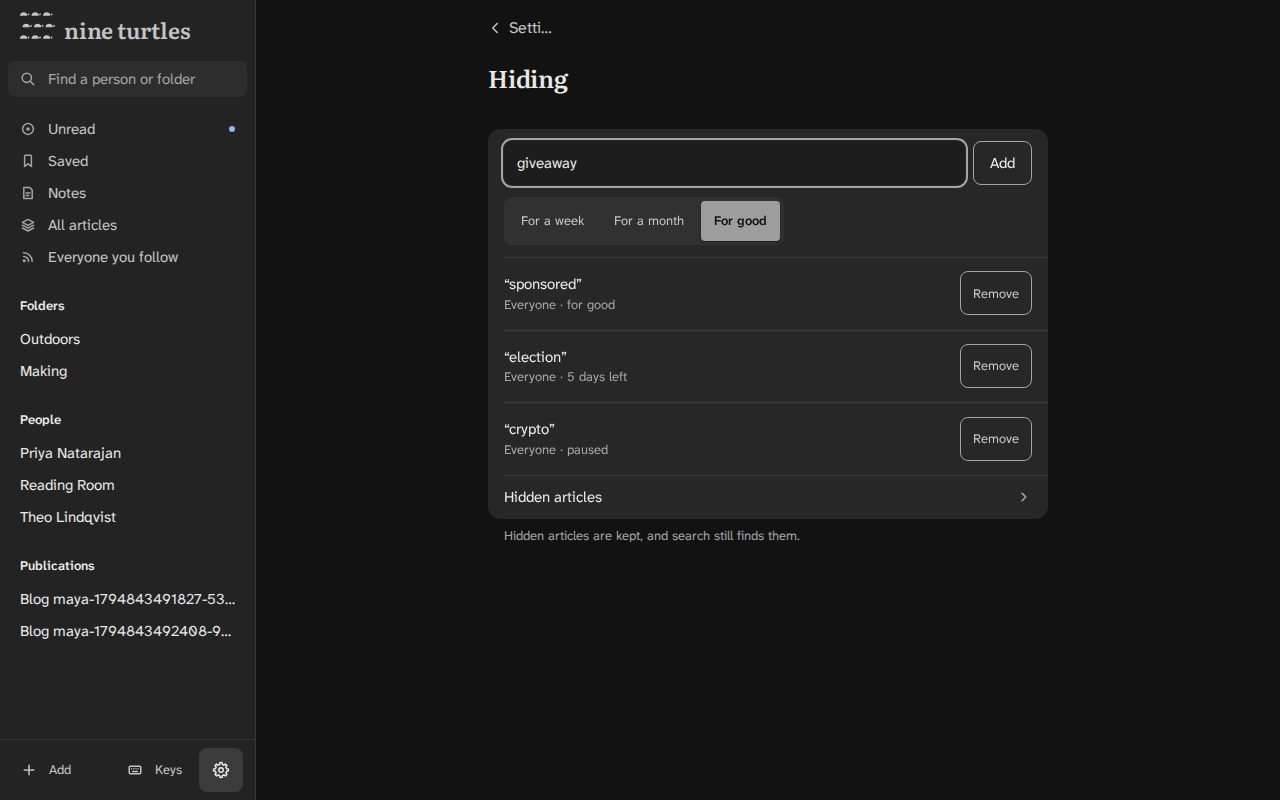 nine turtles
Find a person or folder
Unread
Saved
Notes
All articles
Everyone you follow
Folders
Outdoors
Making
People
Priya Natarajan
Reading Room
Theo Lindqvist
Publications
Blog maya-1794843491827-53...
Blog maya-1794843492408-9...
Add
Keys
Setti...
Hiding
giveaway
Add
For a week
For a month
For good
“sponsored”
Everyone · for good
Remove
“election”
Everyone · 5 days left
Remove
“crypto”
Everyone · paused
Remove
Hidden articles
Hidden articles are kept, and search still finds them.